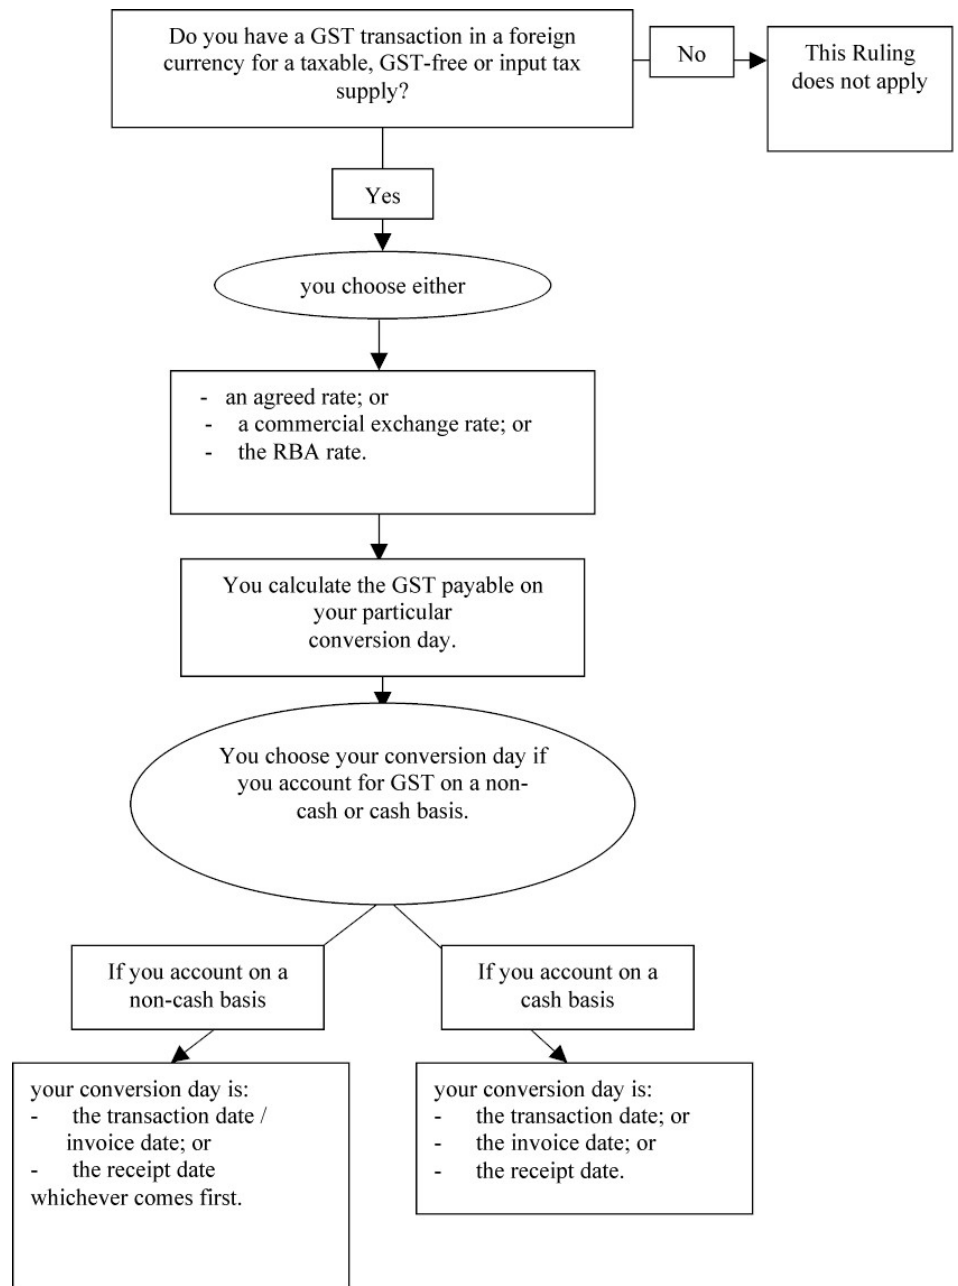 Do you have a GST transaction in a foreign
currency for a taxable, GST-free or input tax
supply?
No
This Ruling
does not apply
Yes
you choose either
- an agreed rate; or
- a commercial exchange rate; or
- the RBA rate.
You calculate the GST payable on
your particular
conversion day.
You choose your conversion day if
you account for GST on a non-
cash or cash basis.
If you account on a
non-cash basis
If you account on a
cash basis
your conversion day is:
- the transaction date /
invoice date; or
- the receipt date
whichever comes first.
your conversion day is:
- the transaction date; or
- the invoice date; or
- the receipt date.